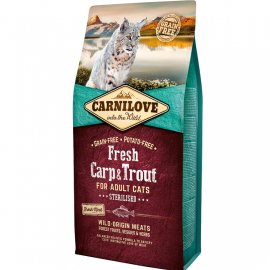 GRAIN FREE
CARNILOVE
into the Wild
GRAIN-FREE • POTATO-FREE
Fresh
Carp & Trout
FOR ADULT CATS
STERILISED
WILD-ORIGIN MEATS